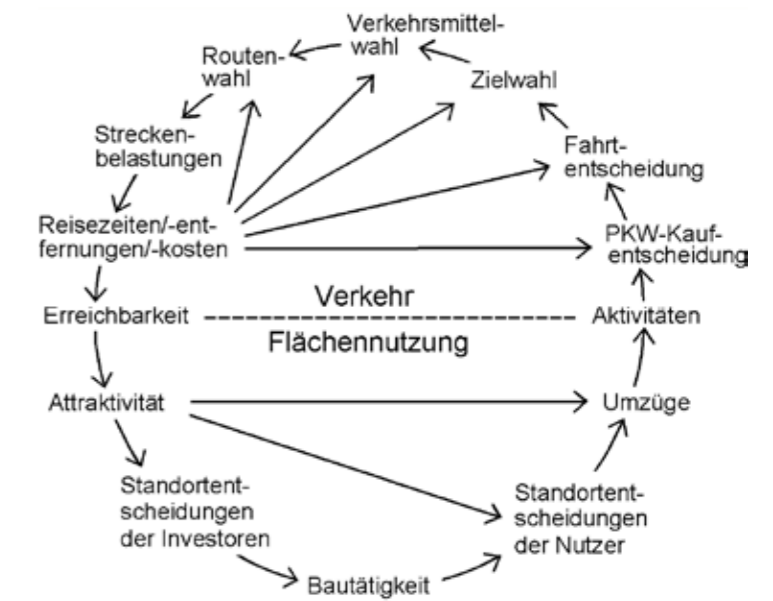 Verkehrsmittel-
wahl
Routen-
wahl
Zielwahl
Strecken-
belastungen
Fahrt-
entscheidung
Reisezeiten/-ent-
fernungen/-kosten
PKW-Kauf-
entscheidung
Verkehr
Erreichbarkeit
Aktivitäten
Flächennutzung
Attraktivität
Umzüge
Standortent-
scheidungen
der Investoren
Standortent-
scheidungen
der Nutzer
Bautätigkeit